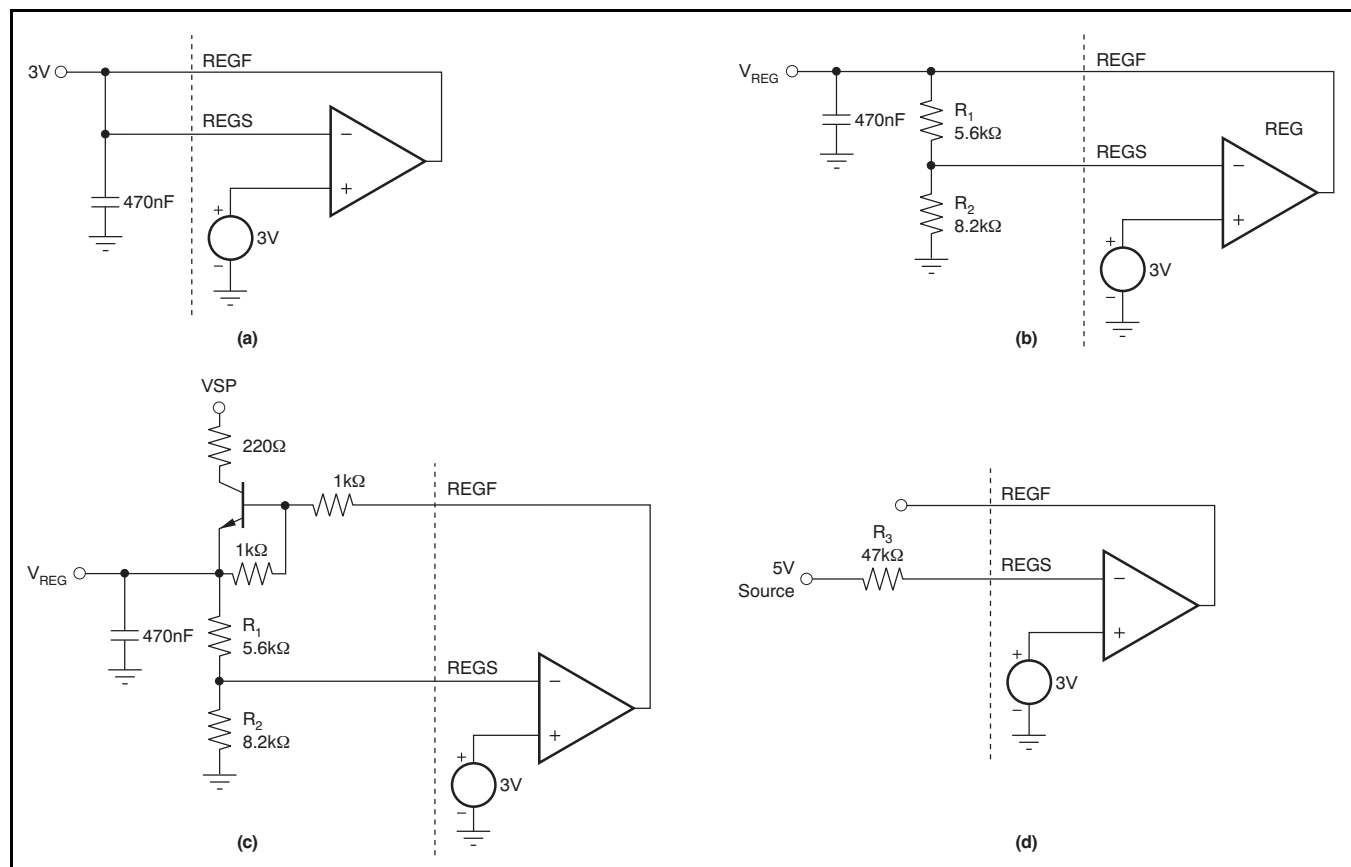 3V
REGF
REGS
470nF
−
+
+
3V
−
(a)
V_REG
REGF
470nF
R_1
5.6kΩ
REG
REGS
−
R_2
8.2kΩ
+
+
3V
−
(b)
VSP
220Ω
1kΩ
REGF
1kΩ
V_REG
470nF
R_1
5.6kΩ
REGS
−
R_2
8.2kΩ
+
+
3V
−
(c)
REGF
R_3
47kΩ
5V
Source
REGS
−
+
+
3V
−
(d)